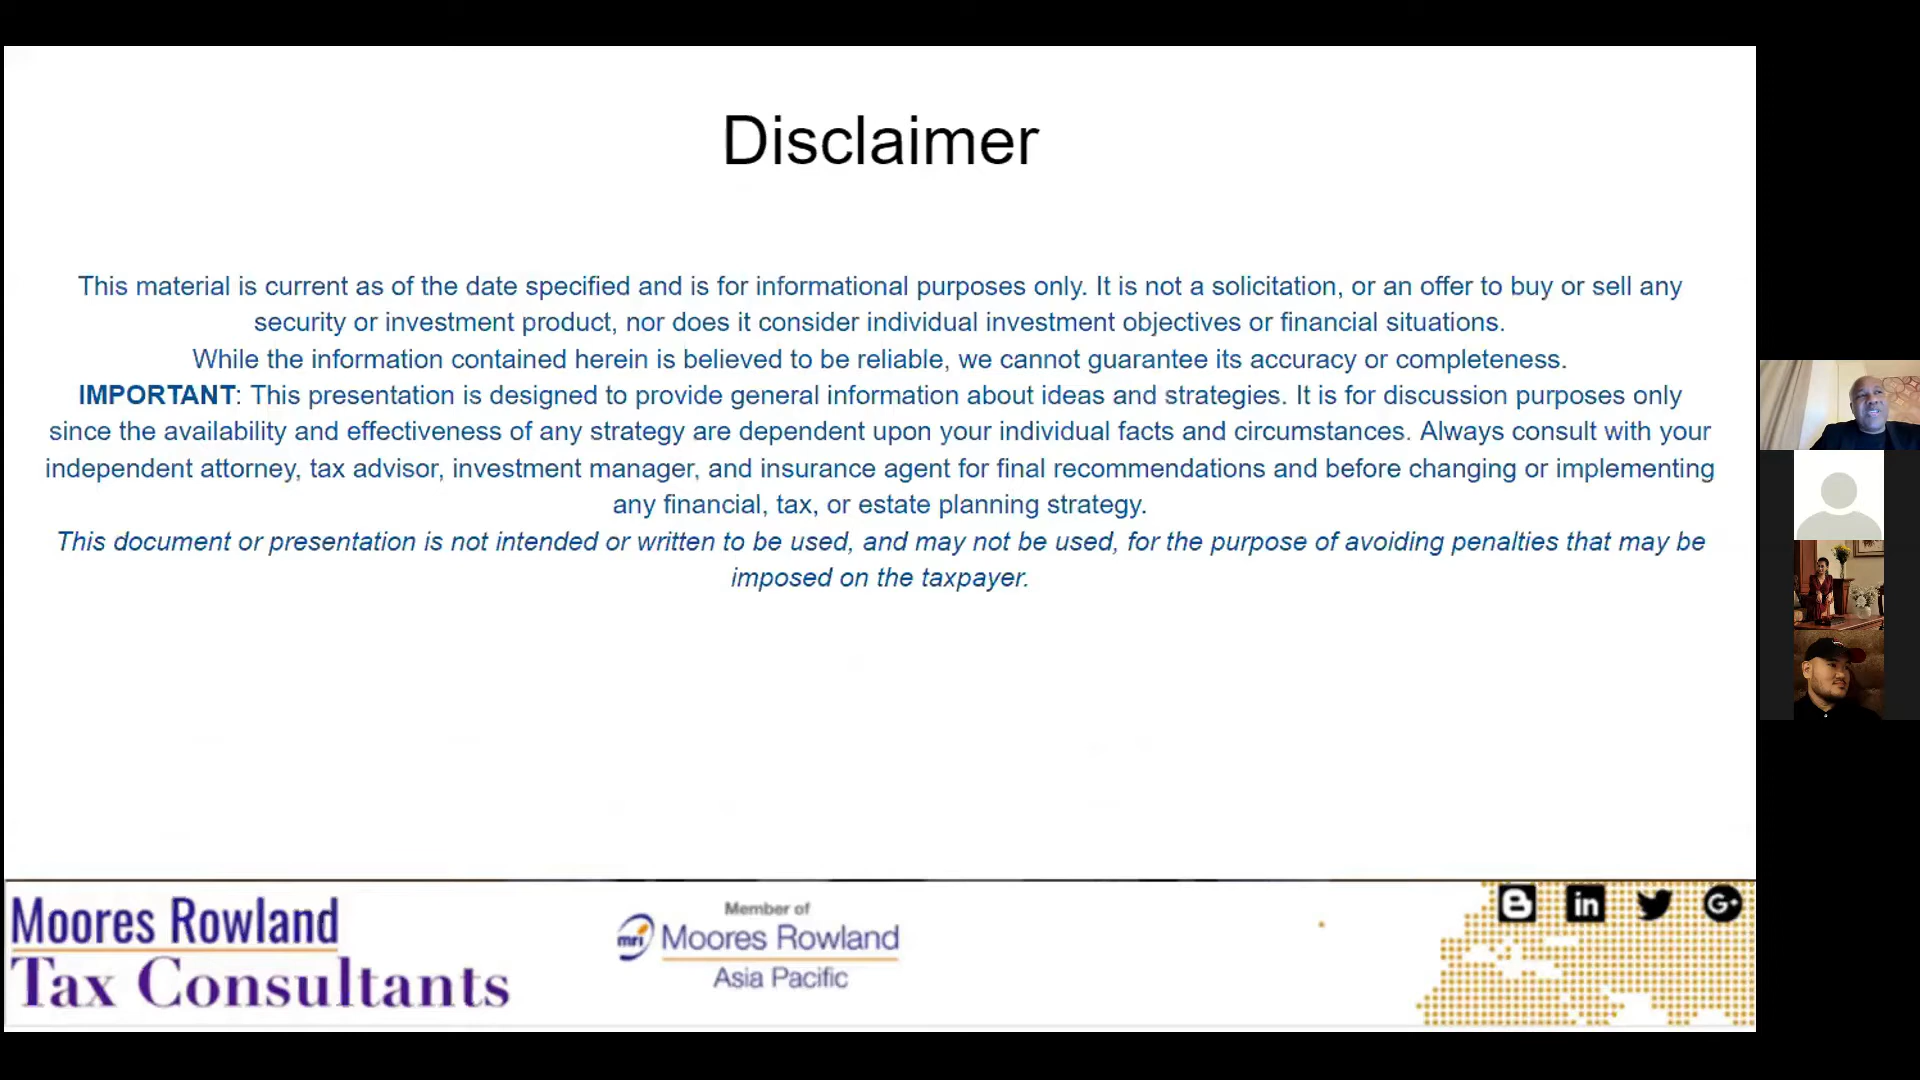 Disclaimer
This material is current as of the date specified and is for informational purposes only. It is not a solicitation, or an offer to buy or sell any
security or investment product, nor does it consider individual investment objectives or financial situations.
While the information contained herein is believed to be reliable, we cannot guarantee its accuracy or completeness.
IMPORTANT: This presentation is designed to provide general information about ideas and strategies. It is for discussion purposes only
since the availability and effectiveness of any strategy are dependent upon your individual facts and circumstances. Always consult with your
independent attorney, tax advisor, investment manager, and insurance agent for final recommendations and before changing or implementing
any financial, tax, or estate planning strategy.
This document or presentation is not intended or written to be used, and may not be used, for the purpose of avoiding penalties that may be
imposed on the taxpayer.
Moores Rowland
Tax Consultants
Member of
mri Moores Rowland
Asia Pacific
in
G+